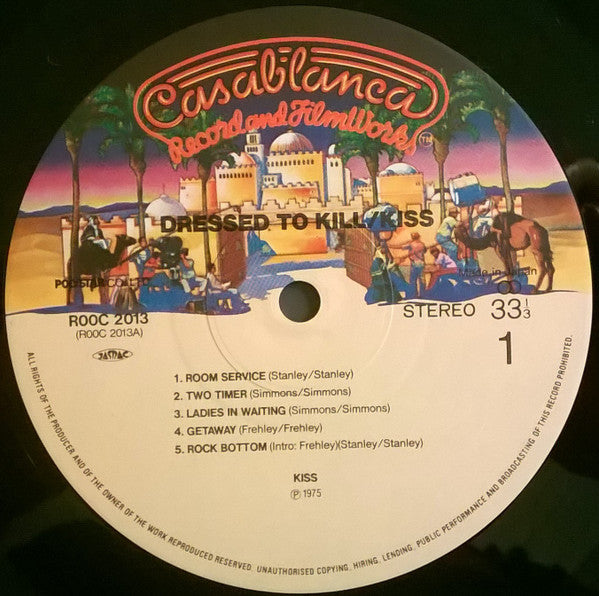 Casablanca
Record and FilmWorks
TM
DRESSED TO KILL/KISS
Made in Japan
POLYSTAR CO., LTD.
R00C 2013
(R00C 2013A)
JASRAC
STEREO 33 1/3
1
1. ROOM SERVICE (Stanley/Stanley)
2. TWO TIMER (Simmons/Simmons)
3. LADIES IN WAITING (Simmons/Simmons)
4. GETAWAY (Frehley/Frehley)
5. ROCK BOTTOM (Intro: Frehley)(Stanley/Stanley)
KISS
Ⓟ 1975
ALL RIGHTS OF THE PRODUCER AND OF THE OWNER OF THE WORK REPRODUCED RESERVED. UNAUTHORISED COPYING, HIRING, LENDING, PUBLIC PERFORMANCE AND BROADCASTING OF THIS RECORD PROHIBITED.